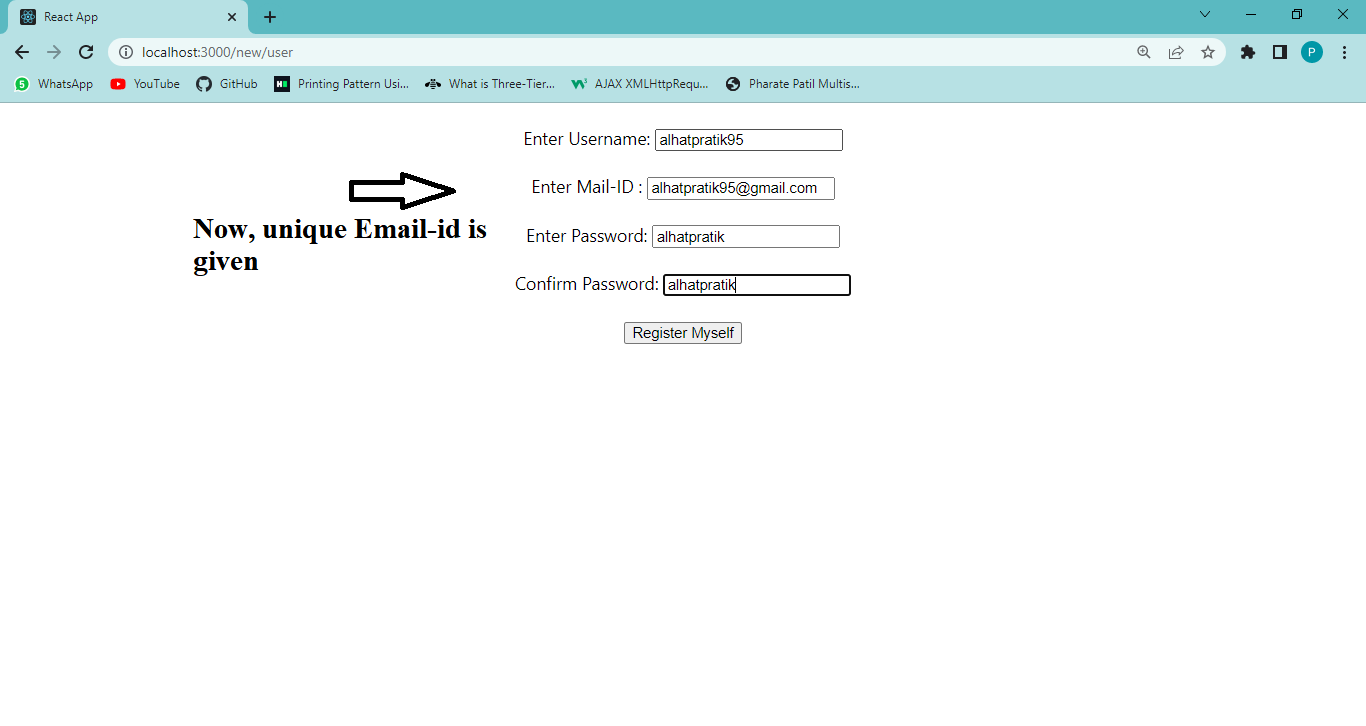 React App
localhost:3000/new/user
P
WhatsApp YouTube GitHub Printing Pattern Usi... What is Three-Tier... AJAX XMLHttpRequ... Pharate Patil Multis...
Enter Username: alhatpratik95
Enter Mail-ID : alhatpratik95@gmail.com
Now, unique Email-id is
given
Enter Password: alhatpratik
Confirm Password: alhatpratik
Register Myself